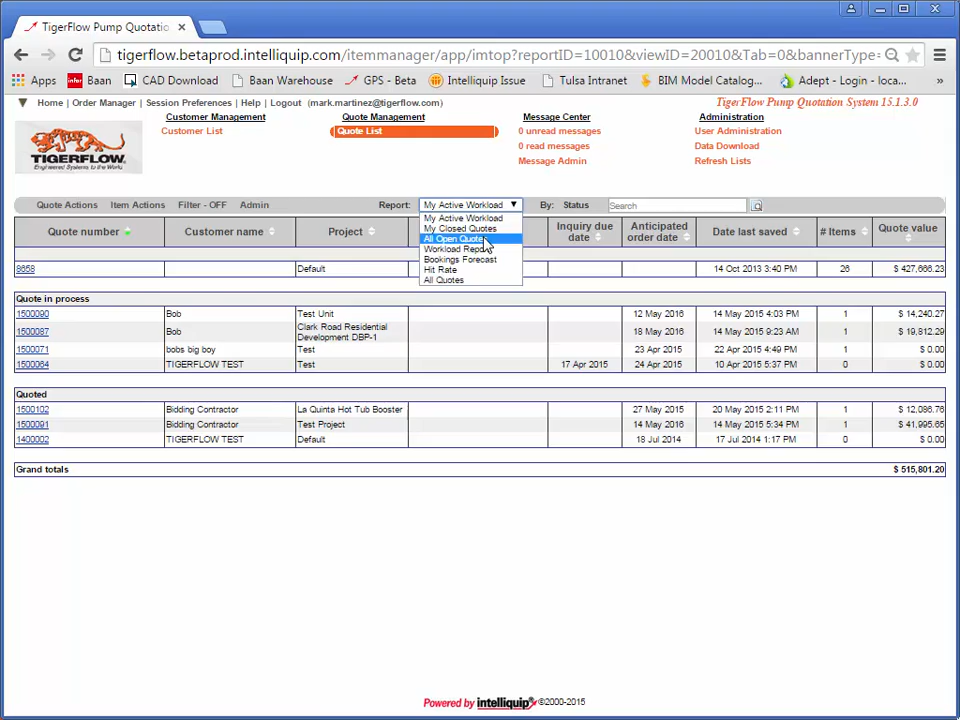 TigerFlow Pump Quotatio
tigerflow.betaprod.intelliquip.com/itemmanager/app/imtop?reportID=10010&viewID=20010&Tab=0&bannerType=
Apps infor Baan CAD Download Baan Warehouse GPS - Beta Intelliquip Issue Tulsa Intranet BIM Model Catalog... Adept - Login - loca... »
Home | Order Manager | Session Preferences | Help | Logout (mark.martinez@tigerflow.com) TigerFlow Pump Quotation System 15.1.3.0
Customer Management Quote Management Message Center Administration
Customer List Quote List 0 unread messages User Administration
0 read messages Data Download
Message Admin Refresh Lists
TIGERFLOW
Engineered Systems to the World
Quote Actions Item Actions Filter - OFF Admin Report: My Active Workload By: Status Search
My Active Workload
My Closed Quotes
All Open Quotes
Workload Report
Bookings Forecast
Hit Rate
All Quotes
Quote number Customer name Project Inquiry due date Anticipated order date Date last saved # Items Quote value
8658 Default 14 Oct 2013 3:40 PM 26 $ 427,666.23
Quote in process
1500090 Bob Test Unit 12 May 2016 14 May 2015 4:03 PM 1 $ 14,240.27
1500087 Bob Clark Road Residential Development DBP-1 18 May 2016 14 May 2015 9:23 AM 1 $ 19,812.29
1500071 bobs big boy Test 23 Apr 2015 22 Apr 2015 4:49 PM 1 $ 0.00
1500064 TIGERFLOW TEST Test 17 Apr 2015 24 Apr 2015 10 Apr 2015 5:37 PM 0 $ 0.00
Quoted
1500102 Bidding Contractor La Quinta Hot Tub Booster 27 May 2015 20 May 2015 2:11 PM 1 $ 12,086.76
1500091 Bidding Contractor Test Project 14 May 2016 14 May 2015 5:34 PM 1 $ 41,995.65
1400002 TIGERFLOW TEST Default 18 Jul 2014 17 Jul 2014 1:17 PM 0 $ 0.00
Grand totals $ 515,801.20
Powered by intelliquip ©2000-2015